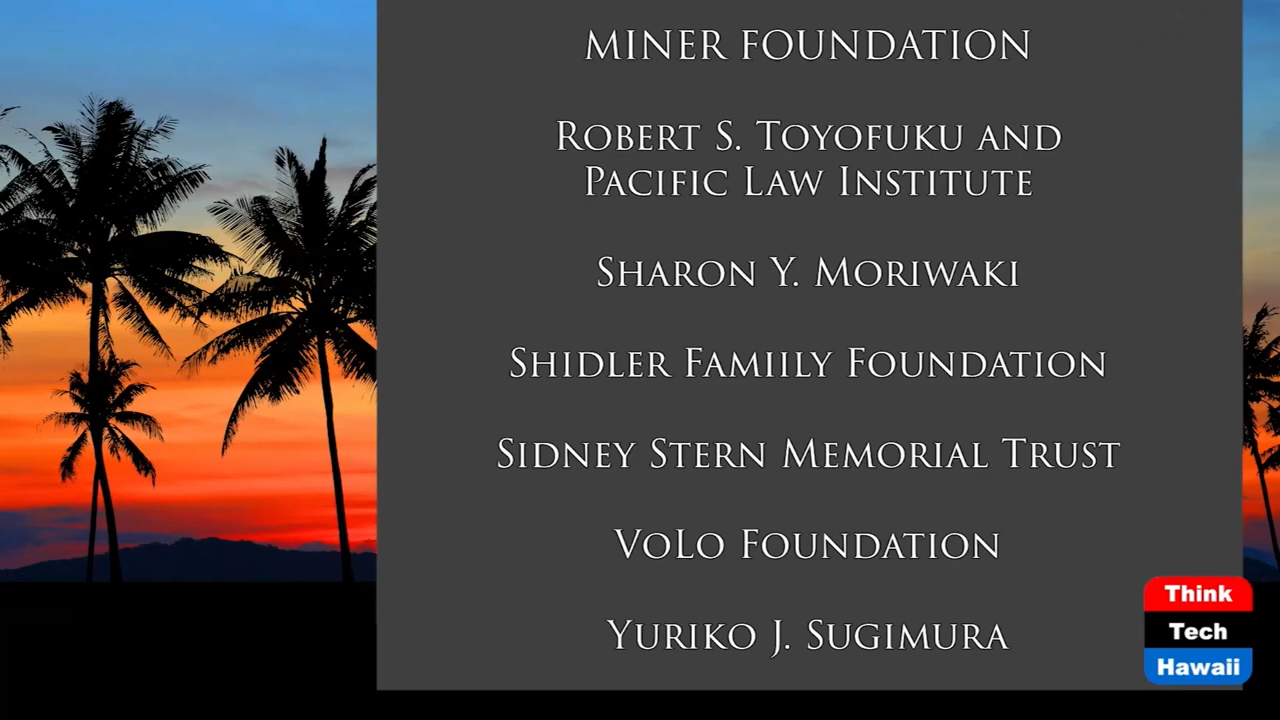 MINER FOUNDATION
ROBERT S. TOYOFUKU AND
PACIFIC LAW INSTITUTE
SHARON Y. MORIWAKI
SHIDLER FAMIILY FOUNDATION
SIDNEY STERN MEMORIAL TRUST
VOLO FOUNDATION
YURIKO J. SUGIMURA
Think
Tech
Hawaii